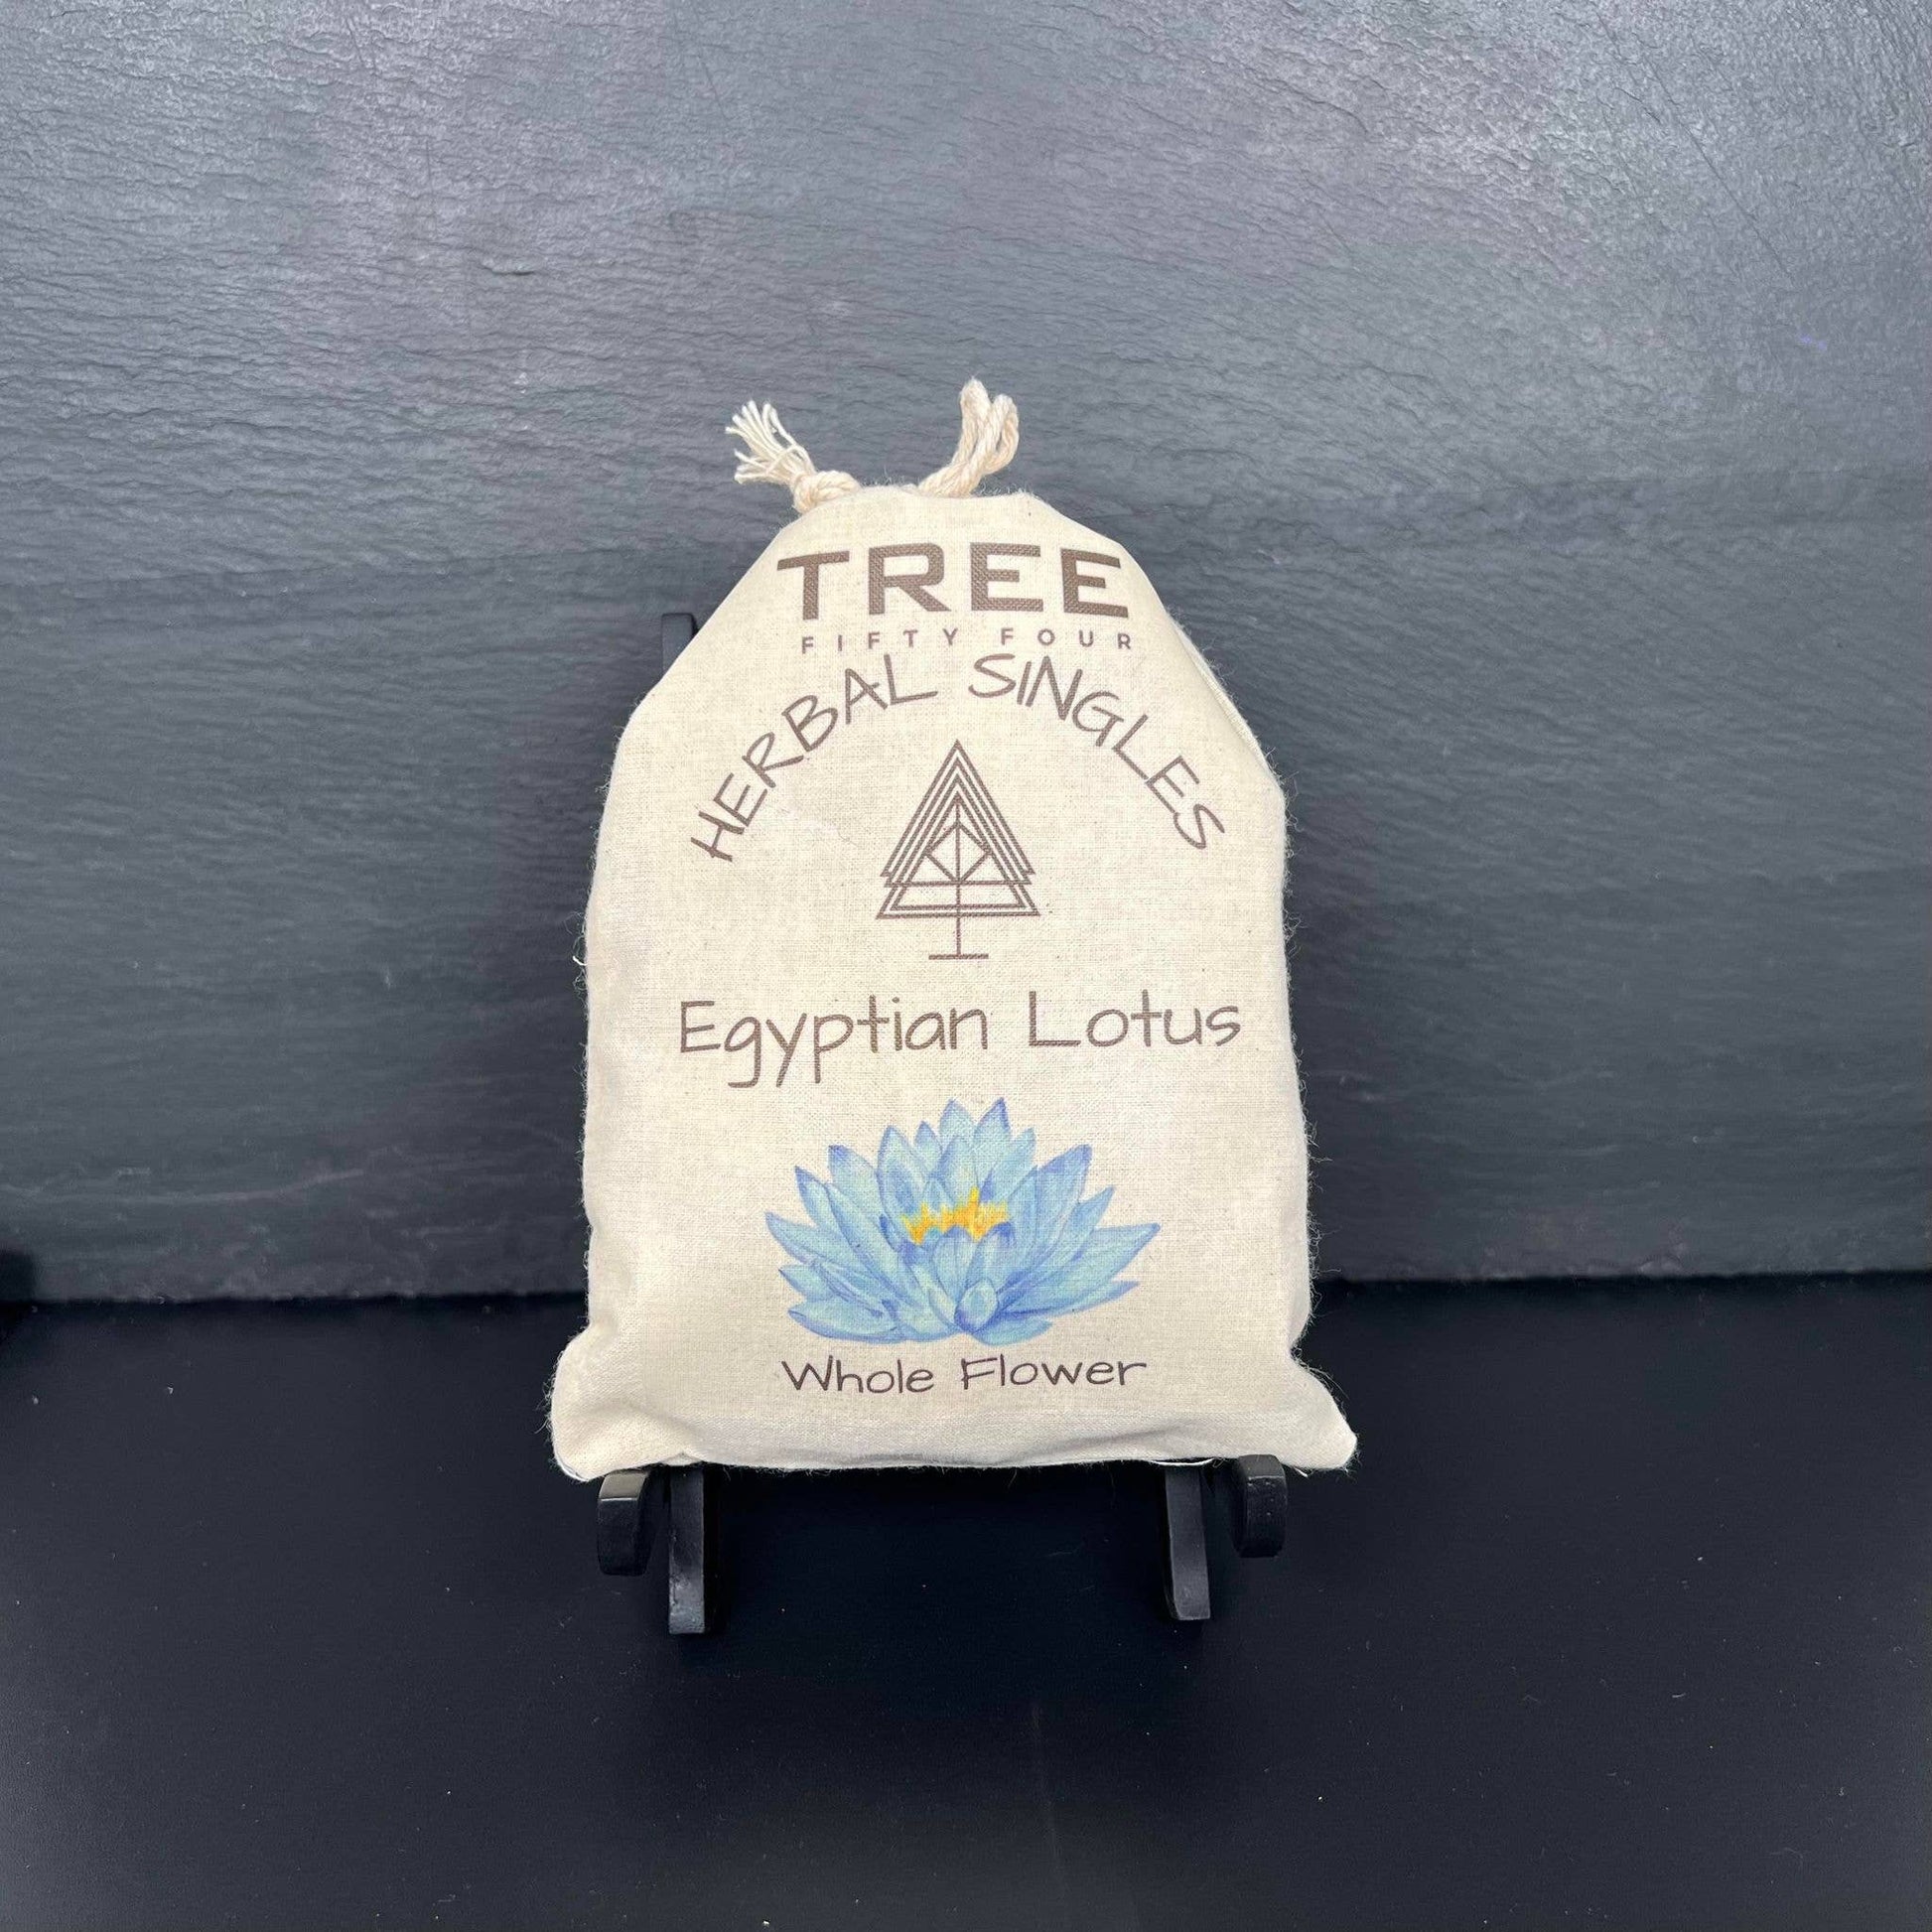 TREE
FIFTY FOUR
HERBAL SINGLES
Egyptian Lotus
Whole Flower